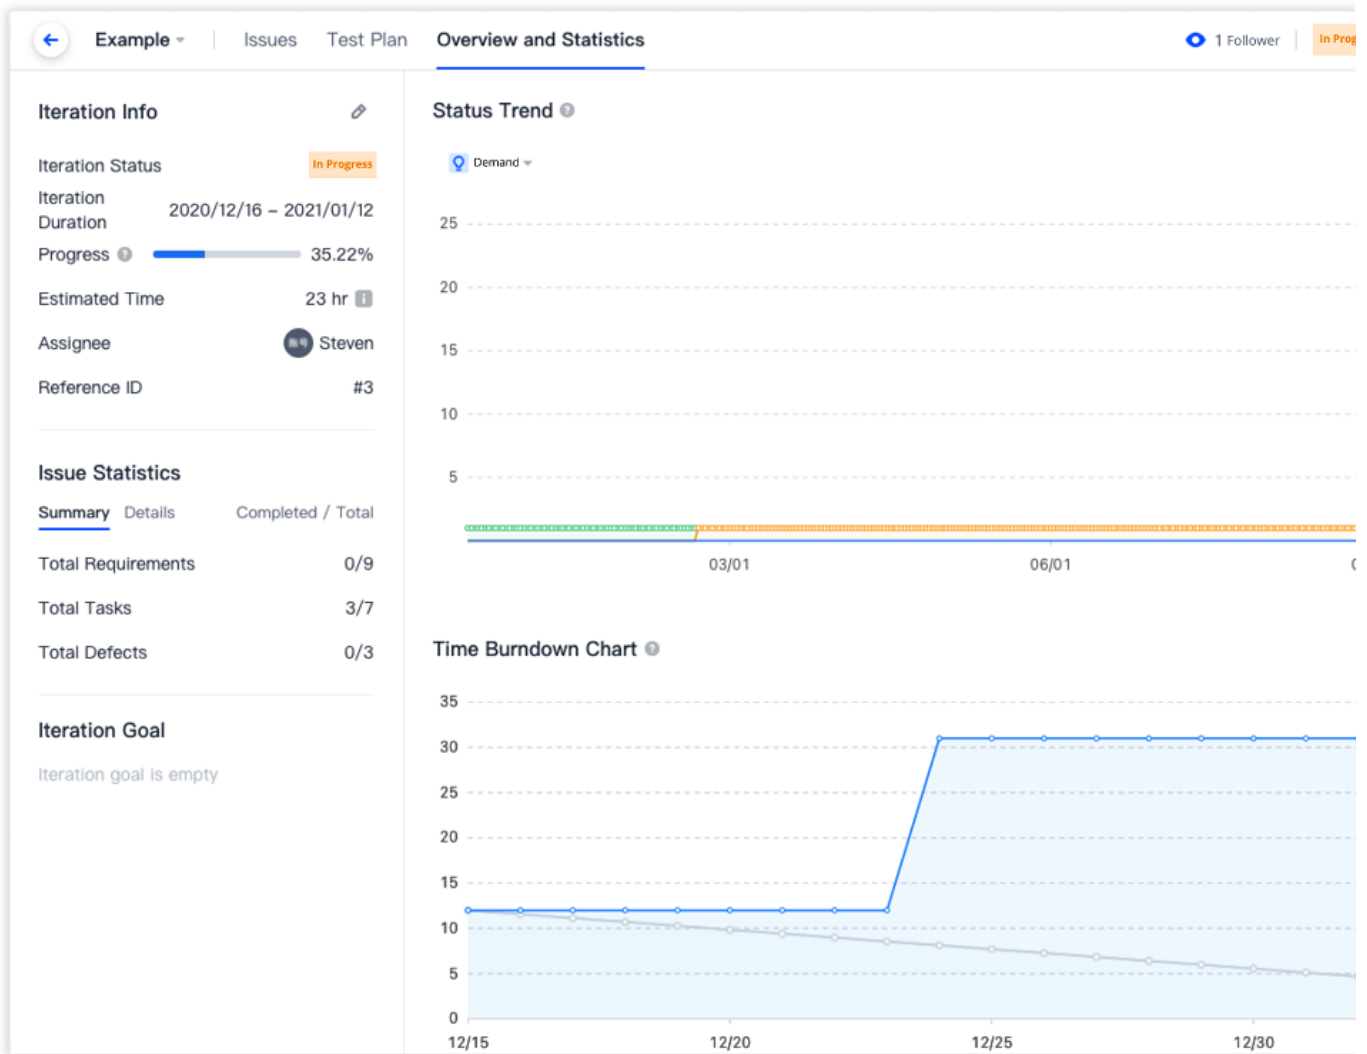 Example Issues Test Plan Overview and Statistics 1 Follower In Prog
Iteration Info
Iteration Status In Progress
Iteration
Duration 2020/12/16 – 2021/01/12
Progress 35.22%
Estimated Time 23 hr
Assignee Steven
Reference ID #3
Issue Statistics
Summary Details Completed / Total
Total Requirements 0/9
Total Tasks 3/7
Total Defects 0/3
Iteration Goal
Iteration goal is empty
Status Trend
Demand
25
20
15
10
5
03/01 06/01
Time Burndown Chart
35
30
25
20
15
10
5
0
12/15 12/20 12/25 12/30